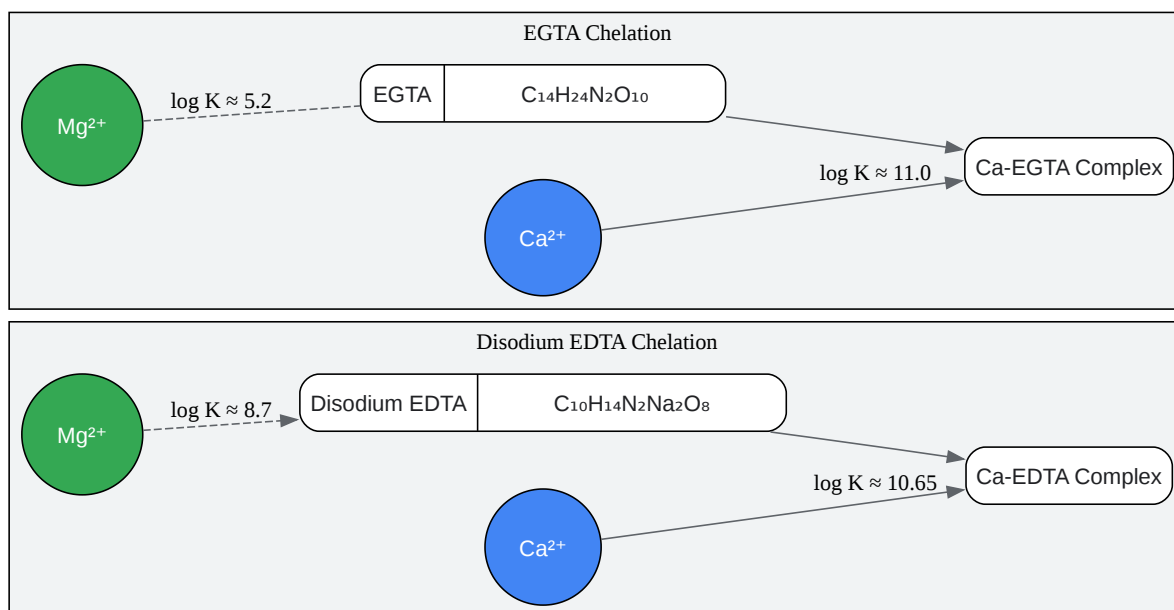 EGTA Chelation
Mg²⁺
log K ≈ 5.2
EGTA
C₁₄H₂₄N₂O₁₀
log K ≈ 11.0
Ca-EGTA Complex
Ca²⁺
Disodium EDTA Chelation
Mg²⁺
log K ≈ 8.7
Disodium EDTA
C₁₀H₁₄N₂Na₂O₈
log K ≈ 10.65
Ca-EDTA Complex
Ca²⁺